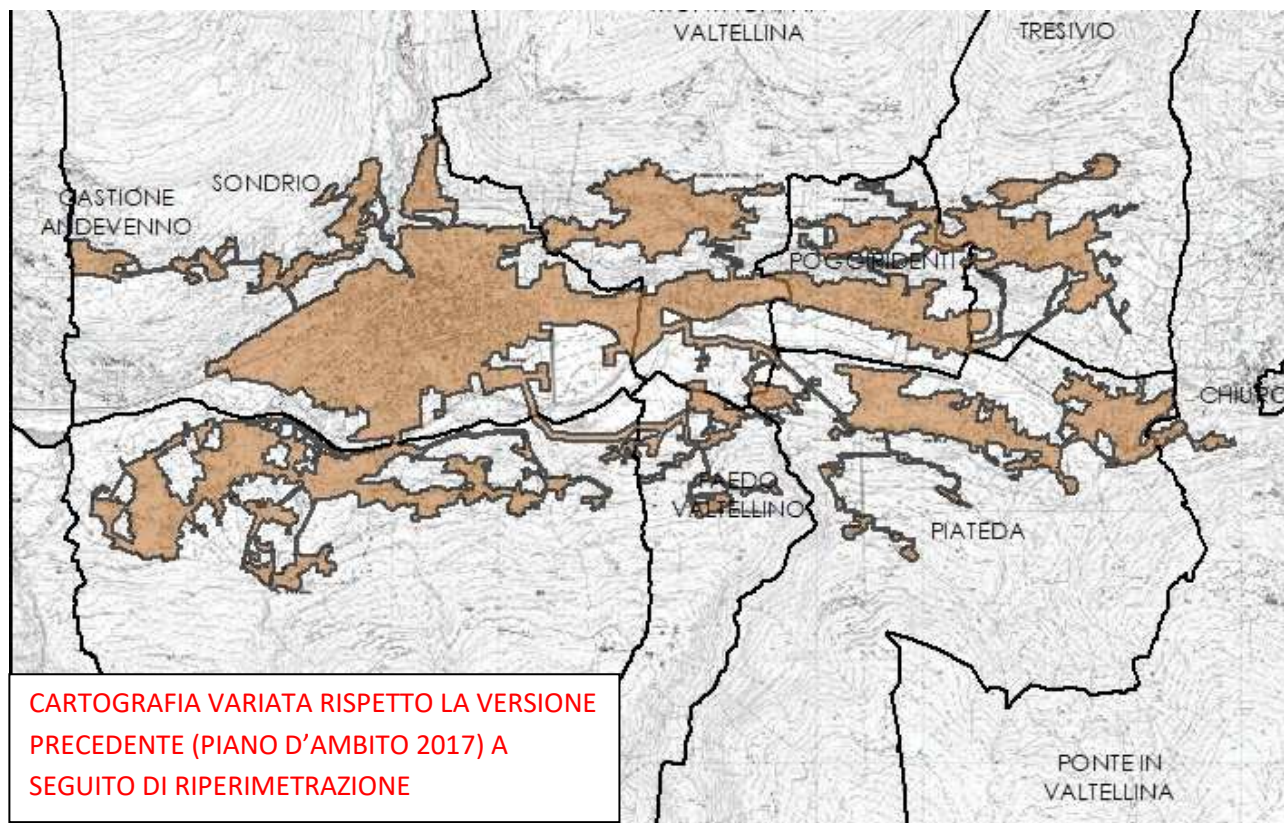 VALTELLINA
TRESIVIO
SONDRIO
CASTIONE
ANDEVENNO
POGGIRIDENTI
CHIURO
FAEDO
VALTELLINO
PIATEDA
PONTE IN
VALTELLINA
CARTOGRAFIA VARIATA RISPETTO LA VERSIONE
PRECEDENTE (PIANO D’AMBITO 2017) A
SEGUITO DI RIPERIMETRAZIONE